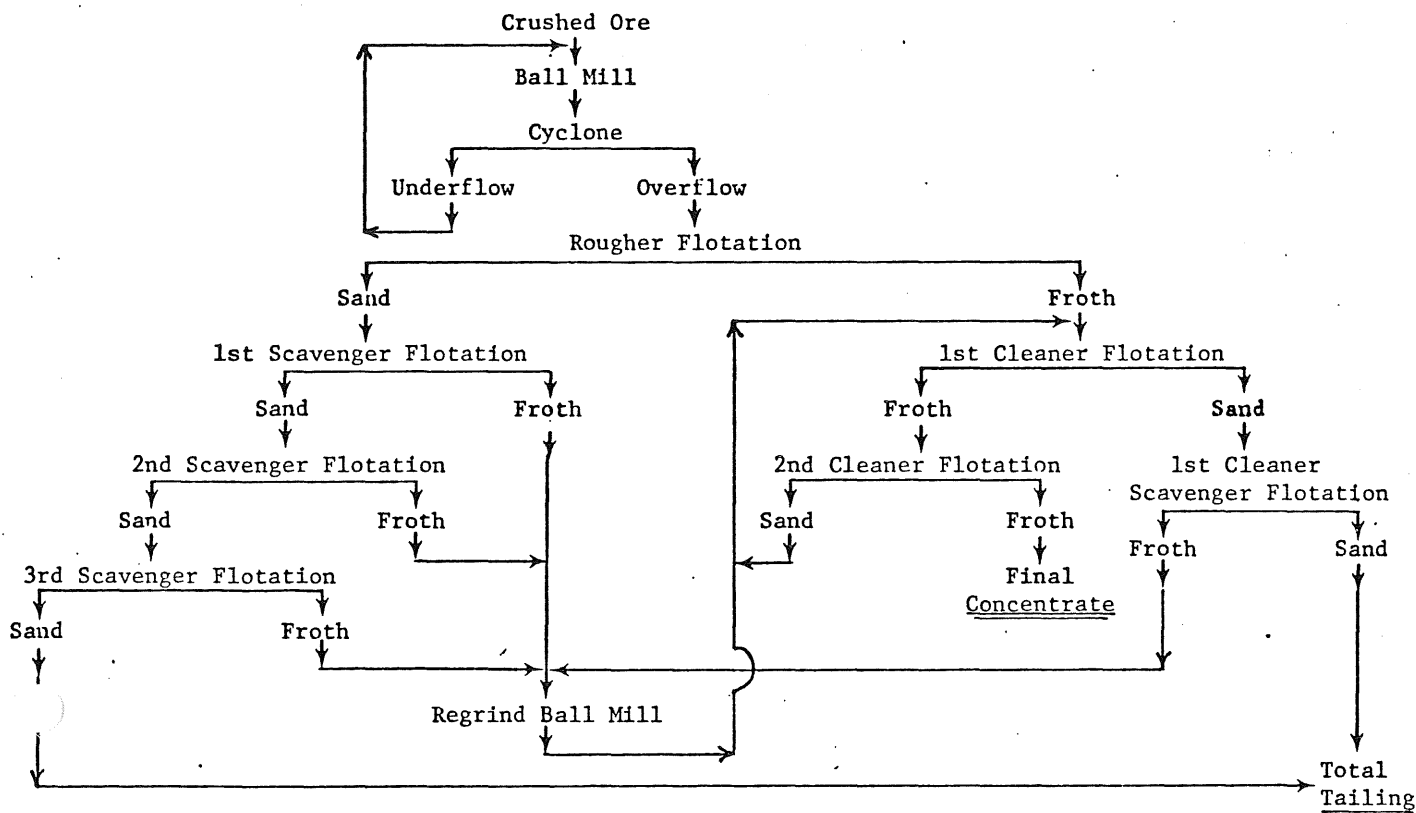 Crushed Ore
Ball Mill
Cyclone
Underflow Overflow
Rougher Flotation
Sand Froth
1st Scavenger Flotation 1st Cleaner Flotation
Sand Froth Froth Sand
2nd Scavenger Flotation 2nd Cleaner Flotation 1st Cleaner
Scavenger Flotation
Sand Froth Sand Froth
Froth Sand
3rd Scavenger Flotation Final
Concentrate
Sand Froth
Regrind Ball Mill
Total
Tailing